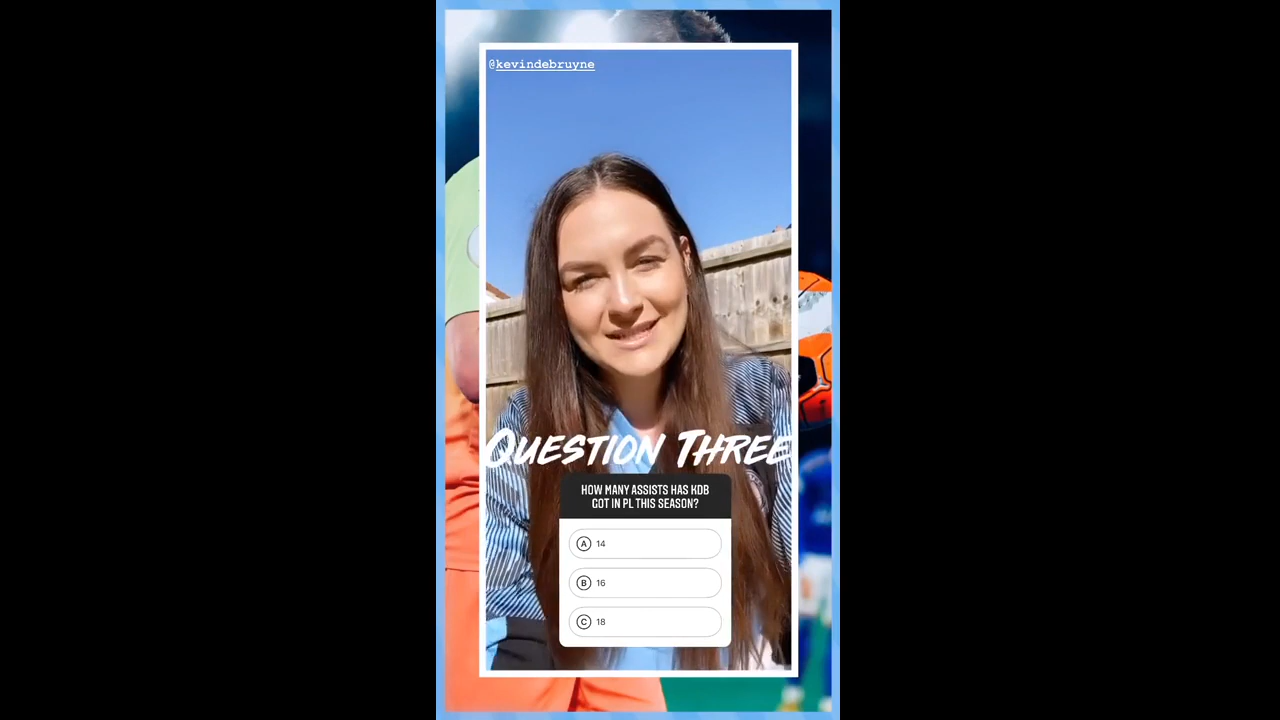 @kevindebruyne
QUESTION THREE
HOW MANY ASSISTS HAS KDB
GOT IN PL THIS SEASON?
A 14
B 16
C 18